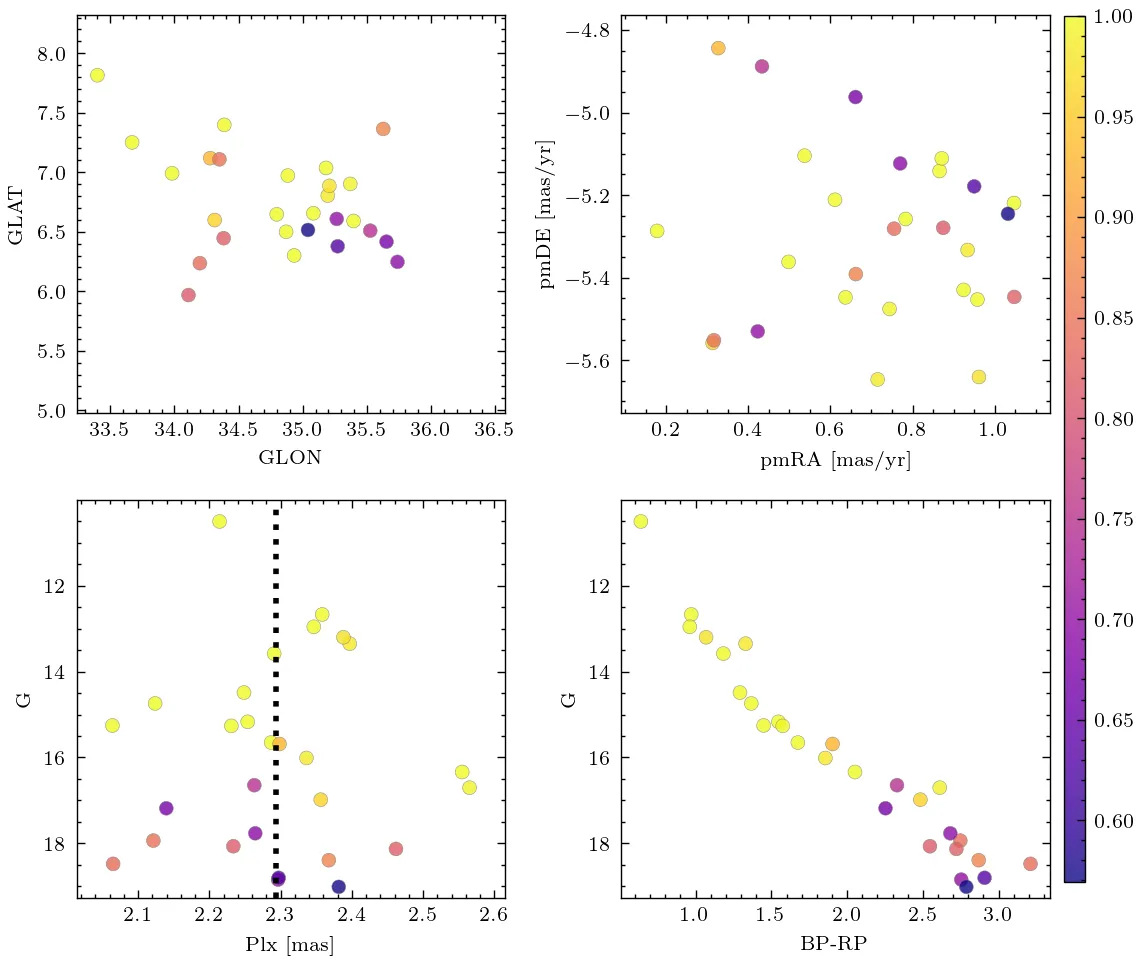 8.0
7.5
7.0
6.5
6.0
5.5
5.0
GLAT
33.5 34.0 34.5 35.0 35.5 36.0 36.5
GLON
−4.8
−5.0
−5.2
−5.4
−5.6
pmDE [mas/yr]
0.2 0.4 0.6 0.8 1.0
pmRA [mas/yr]
12
14
16
18
G
2.1 2.2 2.3 2.4 2.5 2.6
Plx [mas]
12
14
16
18
G
1.0 1.5 2.0 2.5 3.0
BP-RP
1.00
0.95
0.90
0.85
0.80
0.75
0.70
0.65
0.60